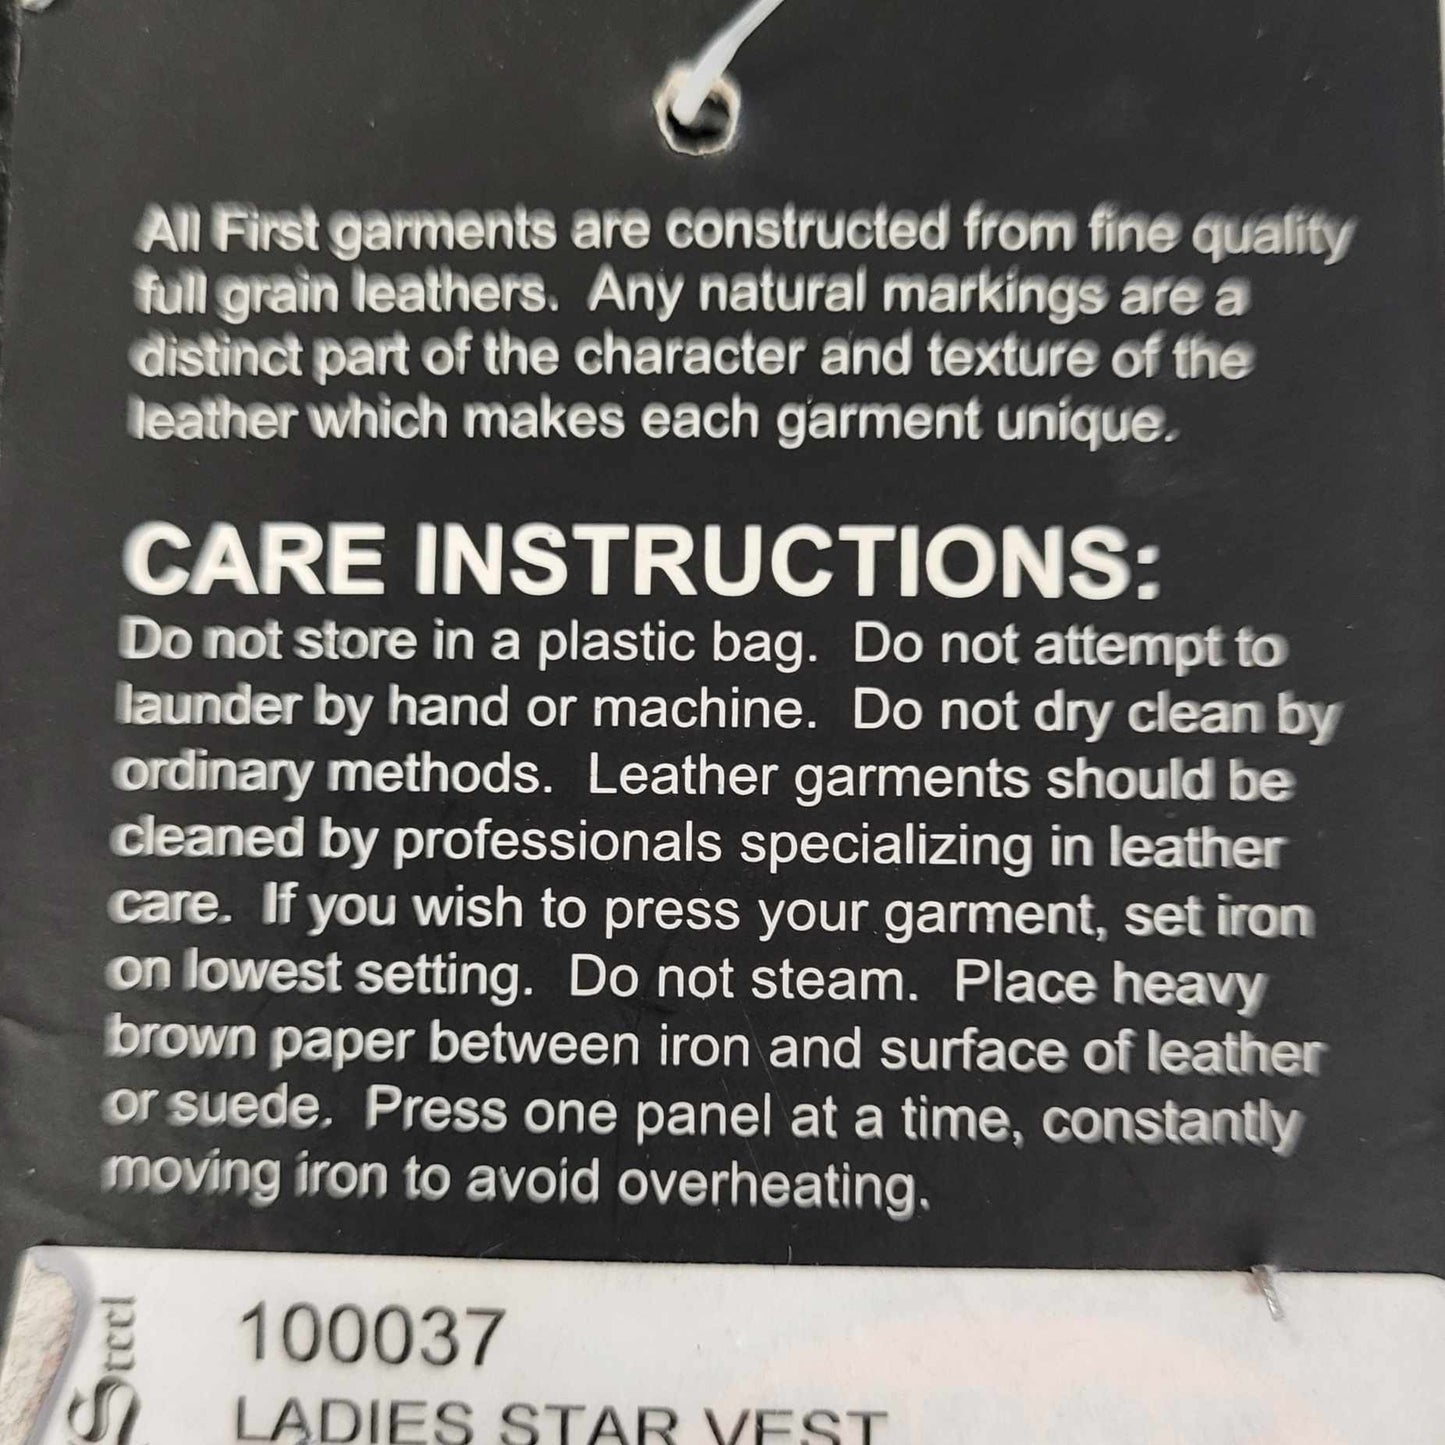 All First garments are constructed from fine quality
full grain leathers. Any natural markings are a
distinct part of the character and texture of the
leather which makes each garment unique.
CARE INSTRUCTIONS:
Do not store in a plastic bag. Do not attempt to
launder by hand or machine. Do not dry clean by
ordinary methods. Leather garments should be
cleaned by professionals specializing in leather
care. If you wish to press your garment, set iron
on lowest setting. Do not steam. Place heavy
brown paper between iron and surface of leather
or suede. Press one panel at a time, constantly
moving iron to avoid overheating.
Steel
100037
LADIES STAR VEST